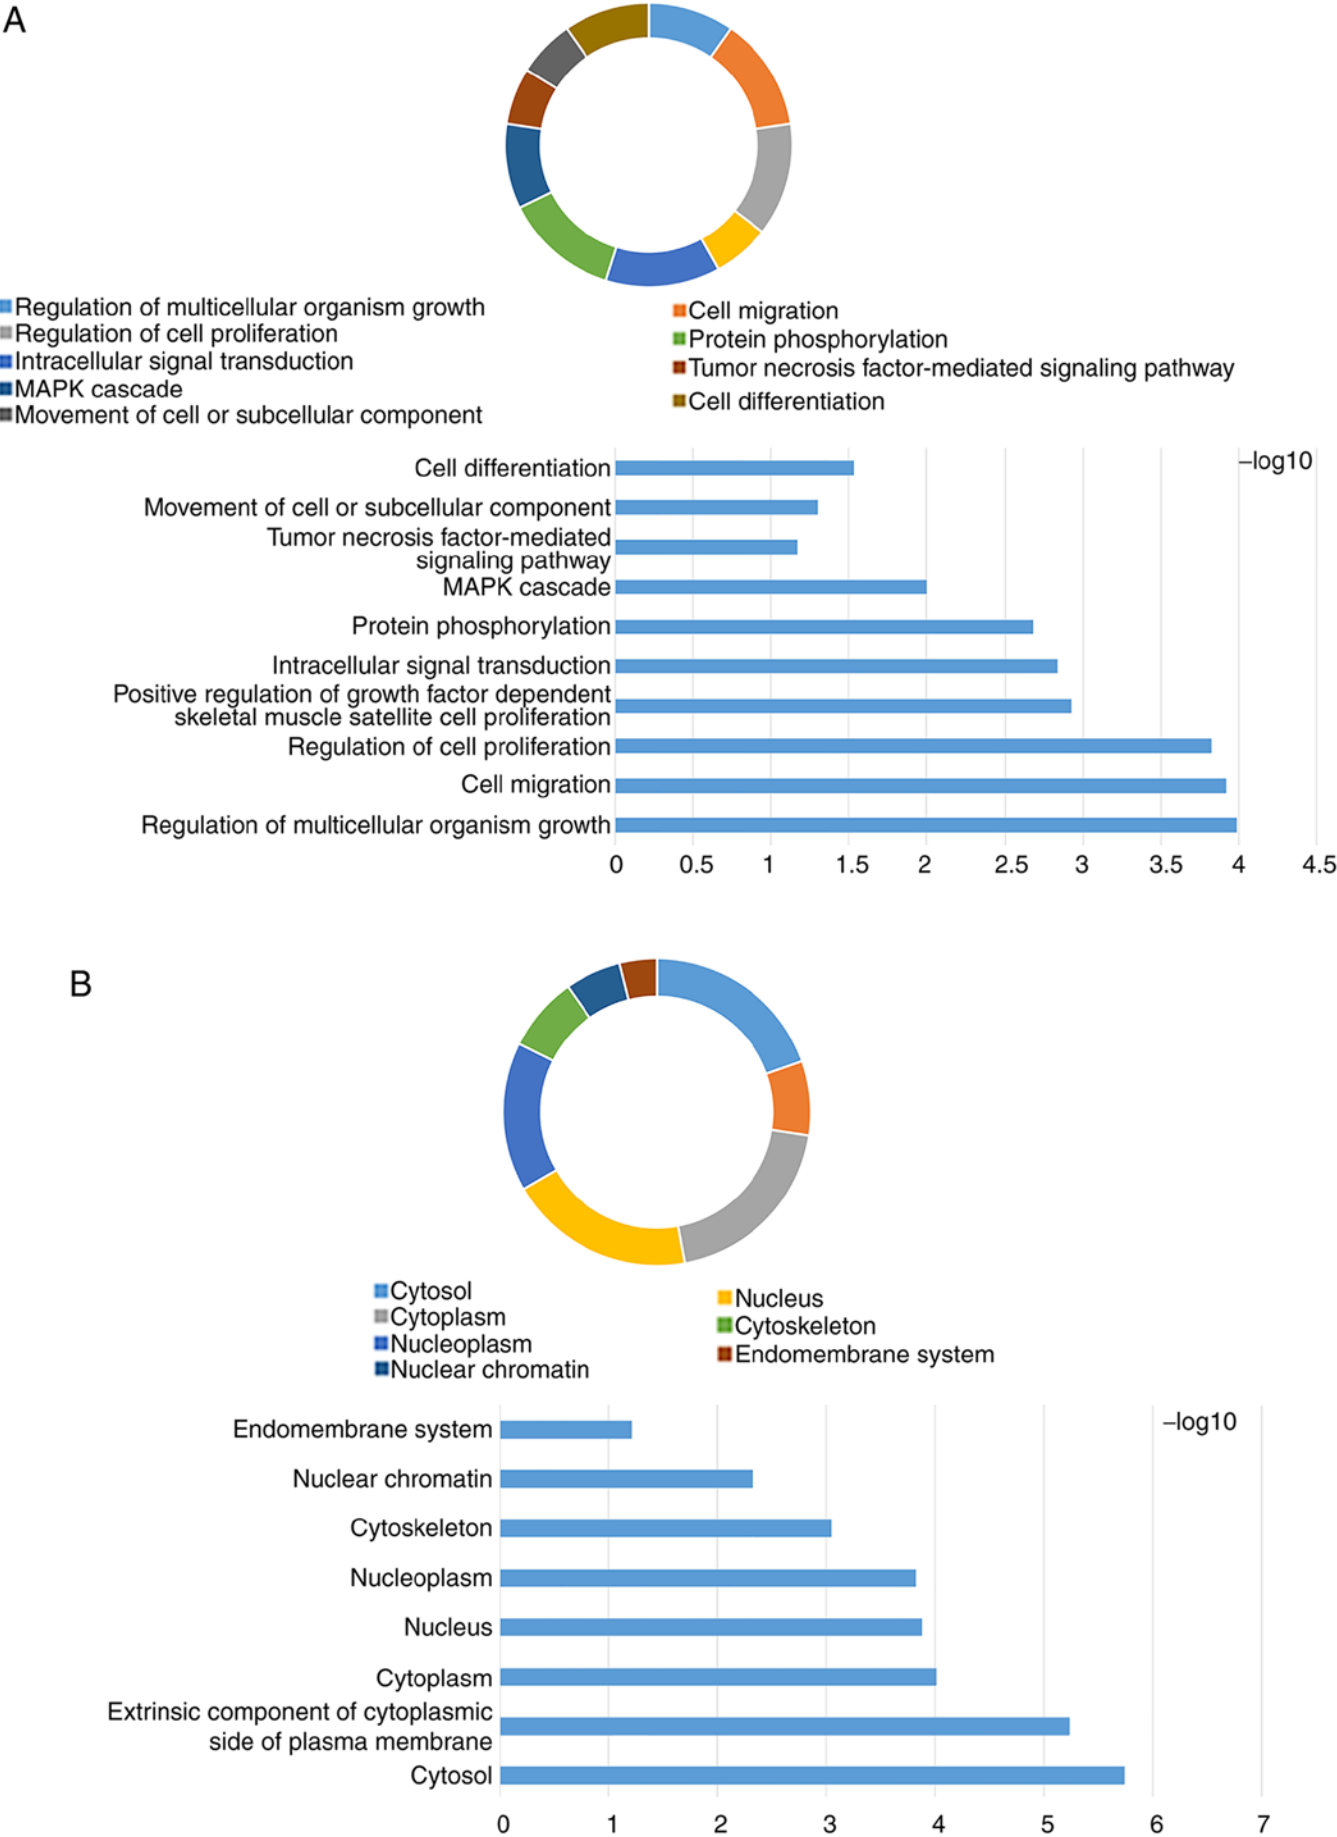 A
Regulation of multicellular organism growth
Regulation of cell proliferation
Intracellular signal transduction
MAPK cascade
Movement of cell or subcellular component
Cell migration
Protein phosphorylation
Tumor necrosis factor-mediated signaling pathway
Cell differentiation
–log10
Cell differentiation
Movement of cell or subcellular component
Tumor necrosis factor-mediated
signaling pathway
MAPK cascade
Protein phosphorylation
Intracellular signal transduction
Positive regulation of growth factor dependent
skeletal muscle satellite cell proliferation
Regulation of cell proliferation
Cell migration
Regulation of multicellular organism growth
0 0.5 1 1.5 2 2.5 3 3.5 4 4.5
B
Cytosol
Cytoplasm
Nucleoplasm
Nuclear chromatin
Nucleus
Cytoskeleton
Endomembrane system
–log10
Endomembrane system
Nuclear chromatin
Cytoskeleton
Nucleoplasm
Nucleus
Cytoplasm
Extrinsic component of cytoplasmic
side of plasma membrane
Cytosol
0 1 2 3 4 5 6 7